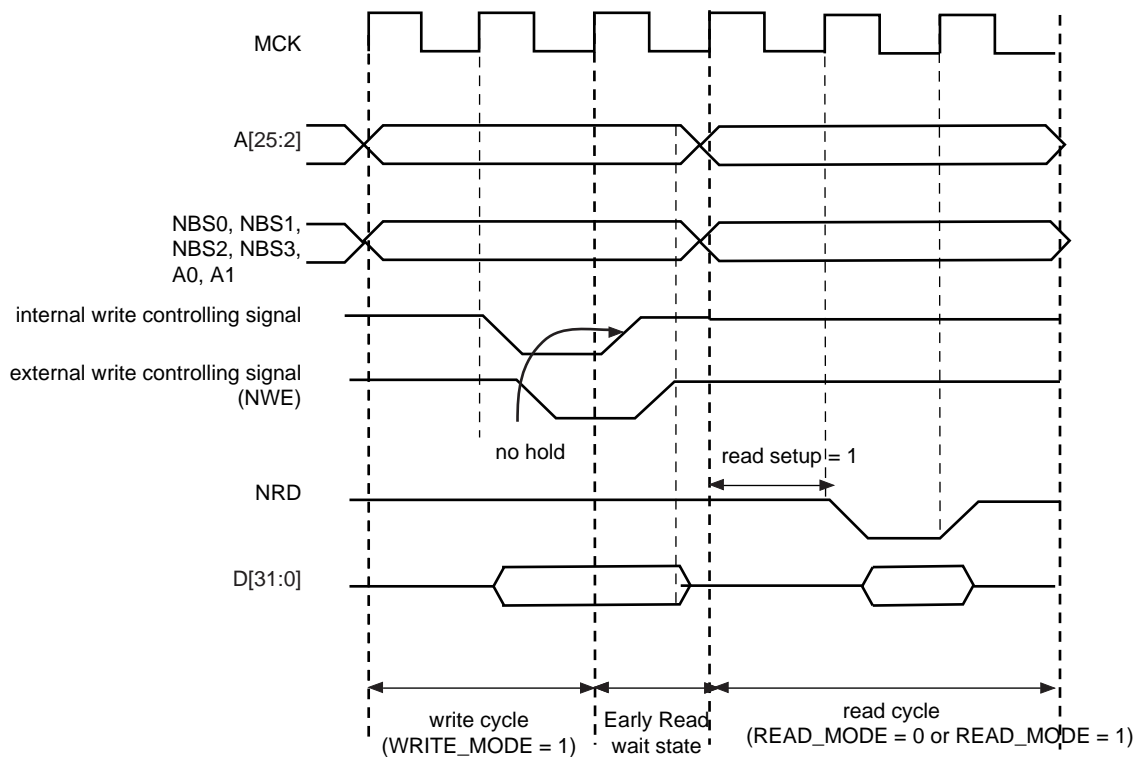 MCK
A[25:2]
NBS0, NBS1,
NBS2, NBS3,
A0, A1
internal write controlling signal
external write controlling signal
(NWE)
no hold
read setup = 1
NRD
D[31:0]
write cycle
(WRITE_MODE = 1)
Early Read
wait state
read cycle
(READ_MODE = 0 or READ_MODE = 1)